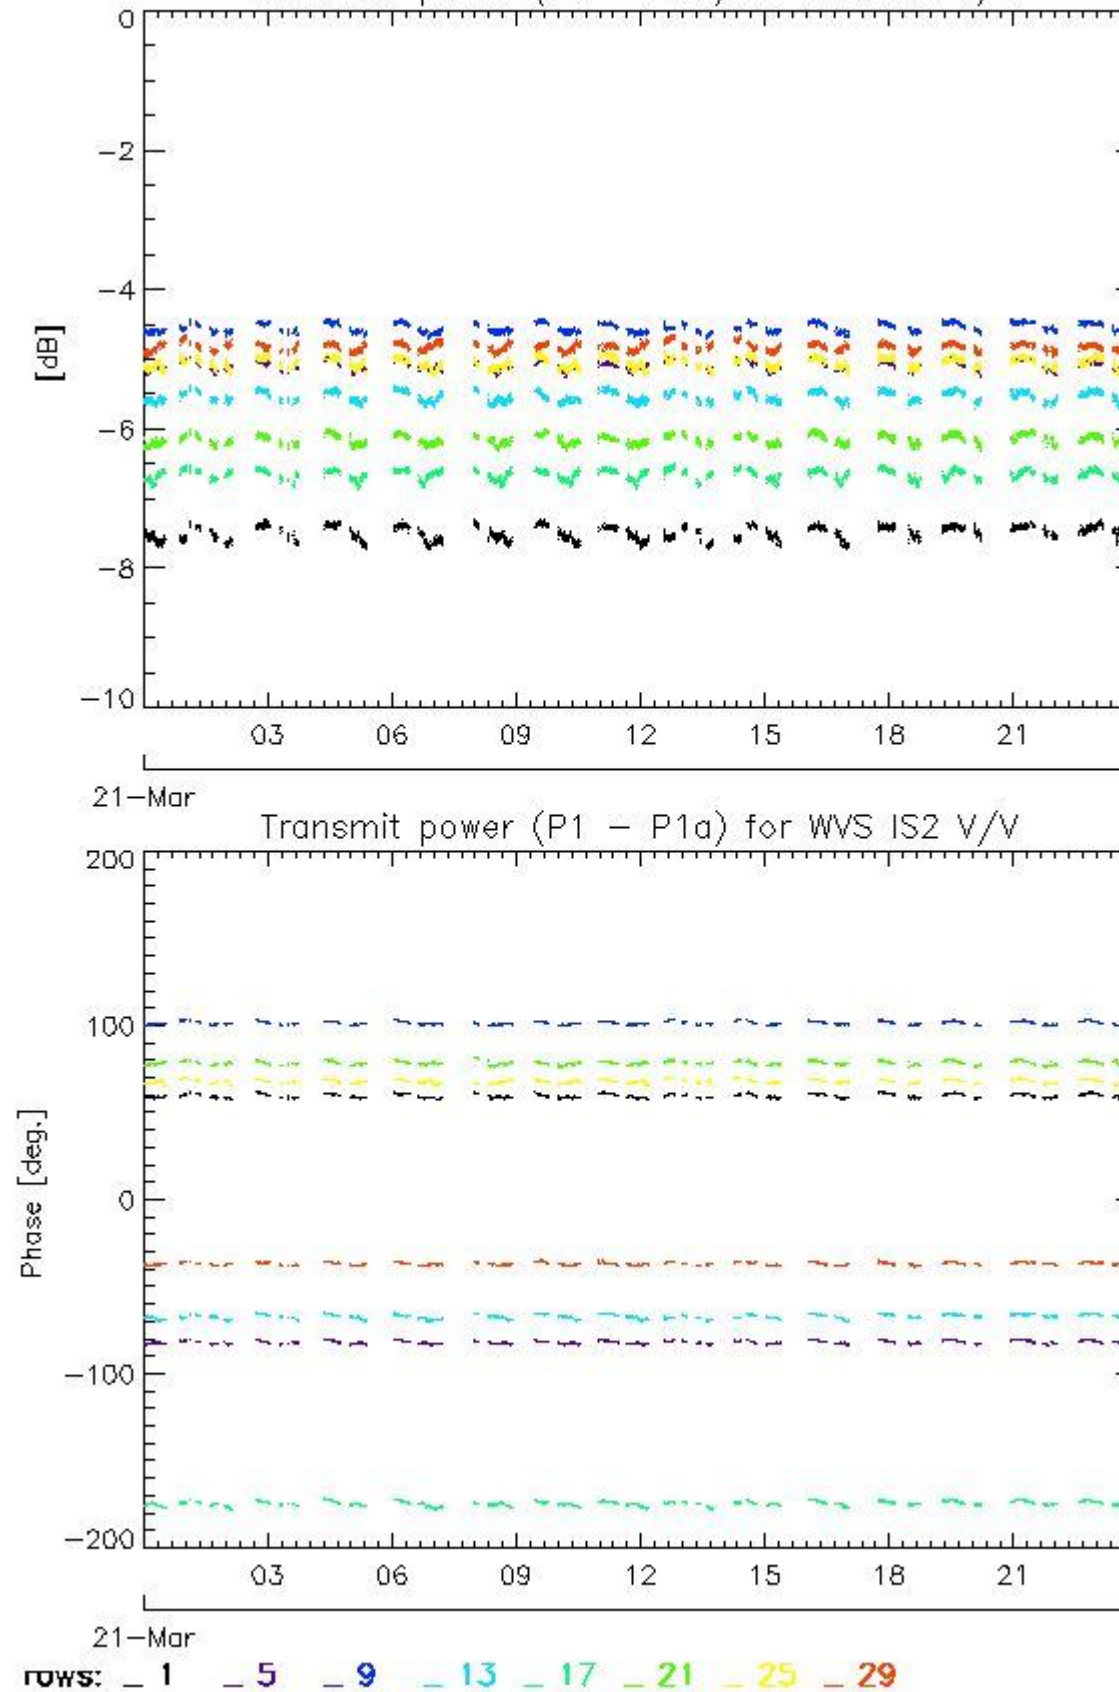 0
-2
-4
[dB]
-6
-8
-10
03 06 09 12 15 18 21
21-Mar
Transmit power (P1 - P1a) for WVS IS2 V/V
200
100
Phase [deg.]
0
-100
-200
03 06 09 12 15 18 21
21-Mar
rows: _ 1 _ 5 _ 9 _ 13 _ 17 _ 21 _ 25 _ 29